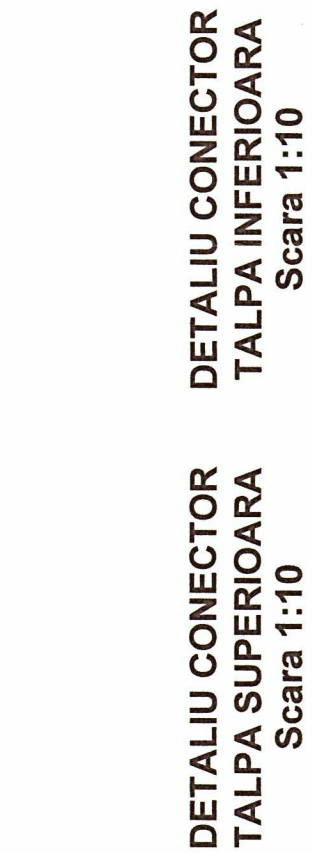 DETALIU CONECTOR
TALPA SUPERIOARA
Scara 1:10
DETALIU CONECTOR
TALPA INFERIOARA
Scara 1:10